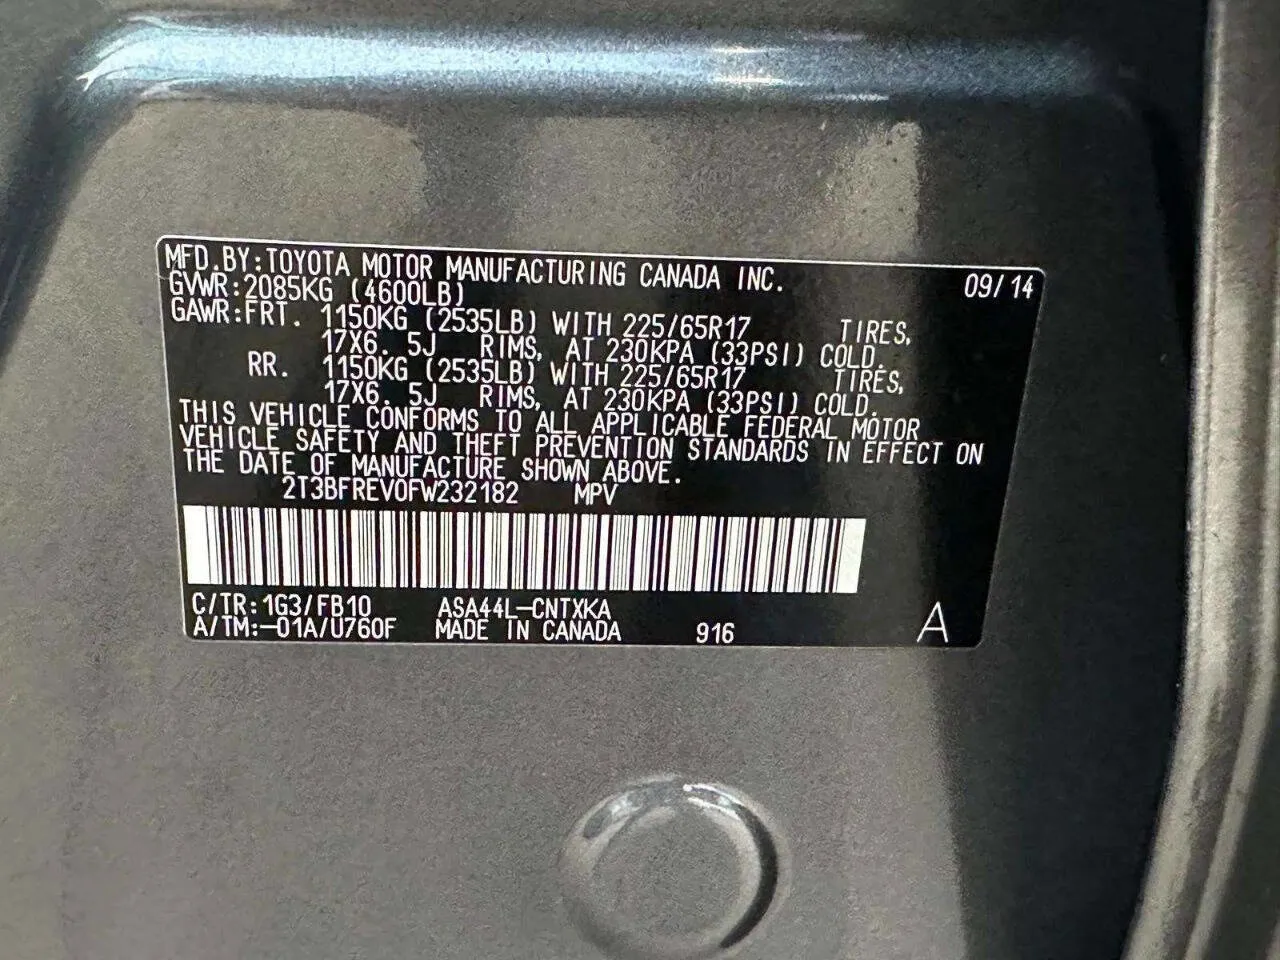 MFD.BY:TOYOTA MOTOR MANUFACTURING CANADA INC. 09/14
GVWR:2085KG (4600LB)
GAWR:FRT. 1150KG (2535LB) WITH 225/65R17 TIRES,
17X6.5J RIMS, AT 230KPA (33PSI) COLD.
RR. 1150KG (2535LB) WITH 225/65R17 TIRES,
17X6.5J RIMS, AT 230KPA (33PSI) COLD.
THIS VEHICLE CONFORMS TO ALL APPLICABLE FEDERAL MOTOR
VEHICLE SAFETY AND THEFT PREVENTION STANDARDS IN EFFECT ON
THE DATE OF MANUFACTURE SHOWN ABOVE.
2T3BFREV0FW232182 MPV
C/TR:1G3/FB10 ASA44L-CNTXKA
A/TM:-01A/U760F MADE IN CANADA 916 A